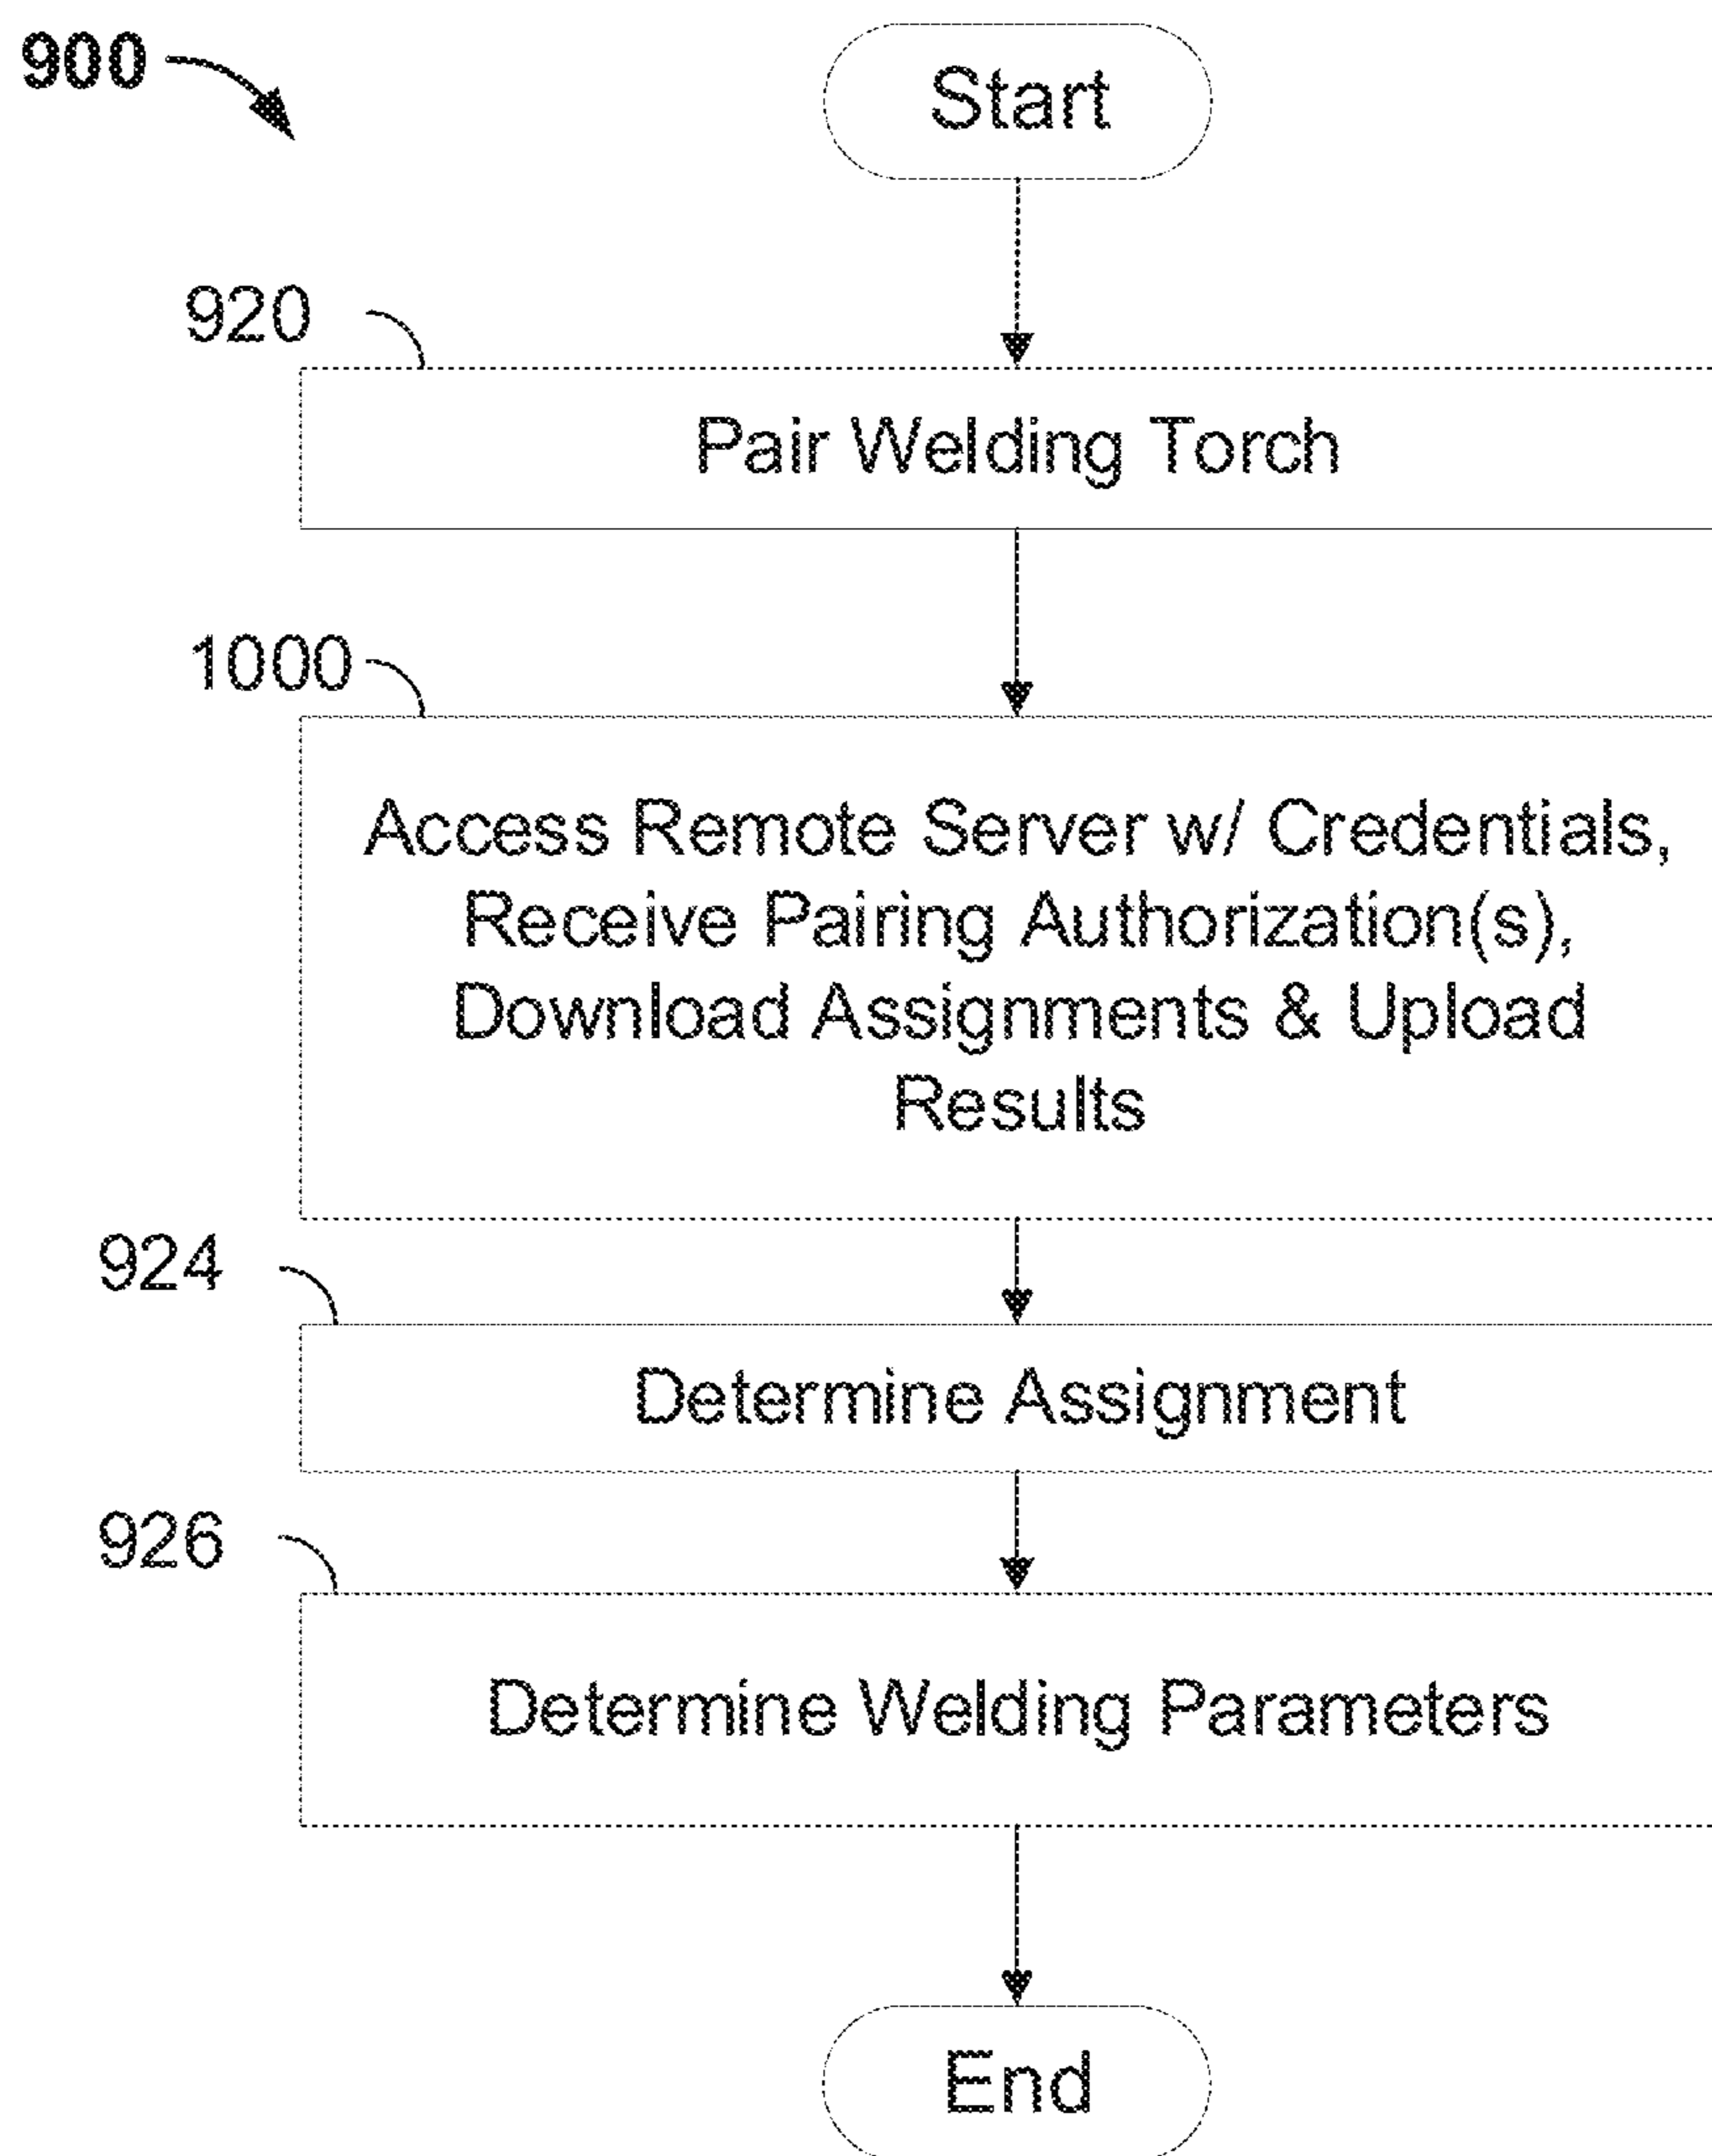 900
Start
920
Pair Welding Torch
1000
Access Remote Server w/ Credentials,
Receive Pairing Authorization(s),
Download Assignments & Upload
Results
924
Determine Assignment
926
Determine Welding Parameters
End